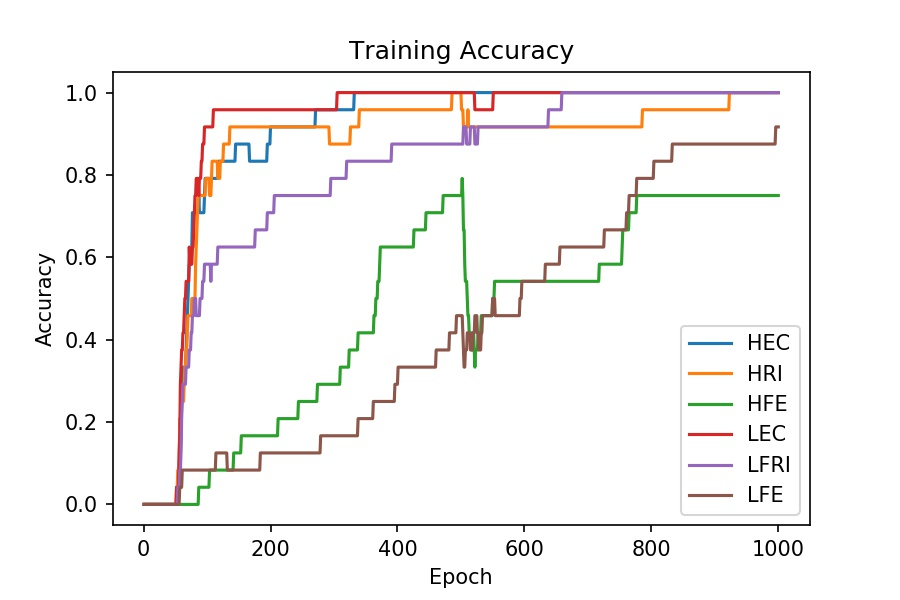 Training Accuracy
1.0
0.8
0.6
0.4
0.2
0.0
Accuracy
0 200 400 600 800 1000
Epoch
HEC
HRI
HFE
LEC
LFRI
LFE